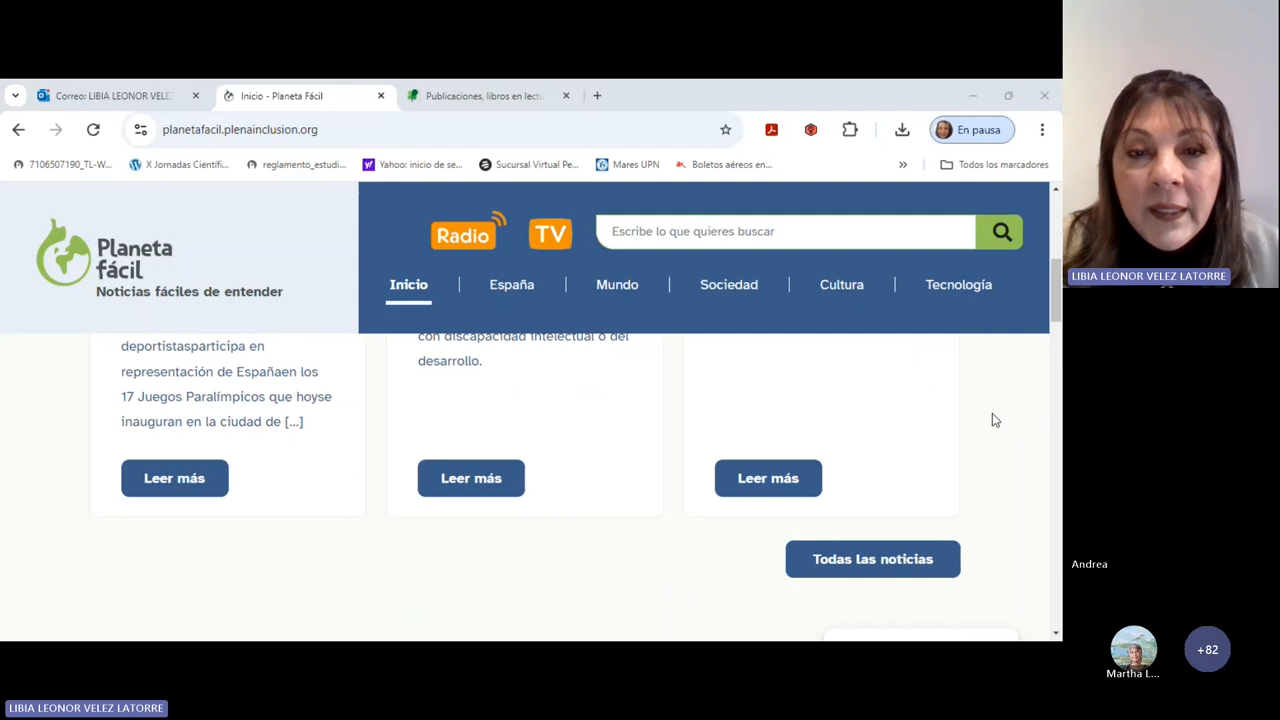 Correo: LIBIA LEONOR VELEZ
Inicio - Planeta Fácil
Publicaciones, libros en lectu
planetafacil.plenainclusion.org
En pausa
7106507190_TL-W...
X Jornadas Científi...
reglamento_estudi...
Yahoo: inicio de se...
Sucursal Virtual Pe...
Mares UPN
Boletos aéreos en...
»
Todos los marcadores
Planeta
fácil
Noticias fáciles de entender
Radio
TV
Escribe lo que quieres buscar
Inicio
España
Mundo
Sociedad
Cultura
Tecnología
deportistasparticipa en
representación de Españaen los
17 Juegos Paralímpicos que hoyse
inauguran en la ciudad de [...]
Leer más
con discapacidad intelectual o del
desarrollo.
Leer más
Leer más
Todas las noticias
LIBIA LEONOR VELEZ LATORRE
Andrea
Martha L...
+82
LIBIA LEONOR VELEZ LATORRE